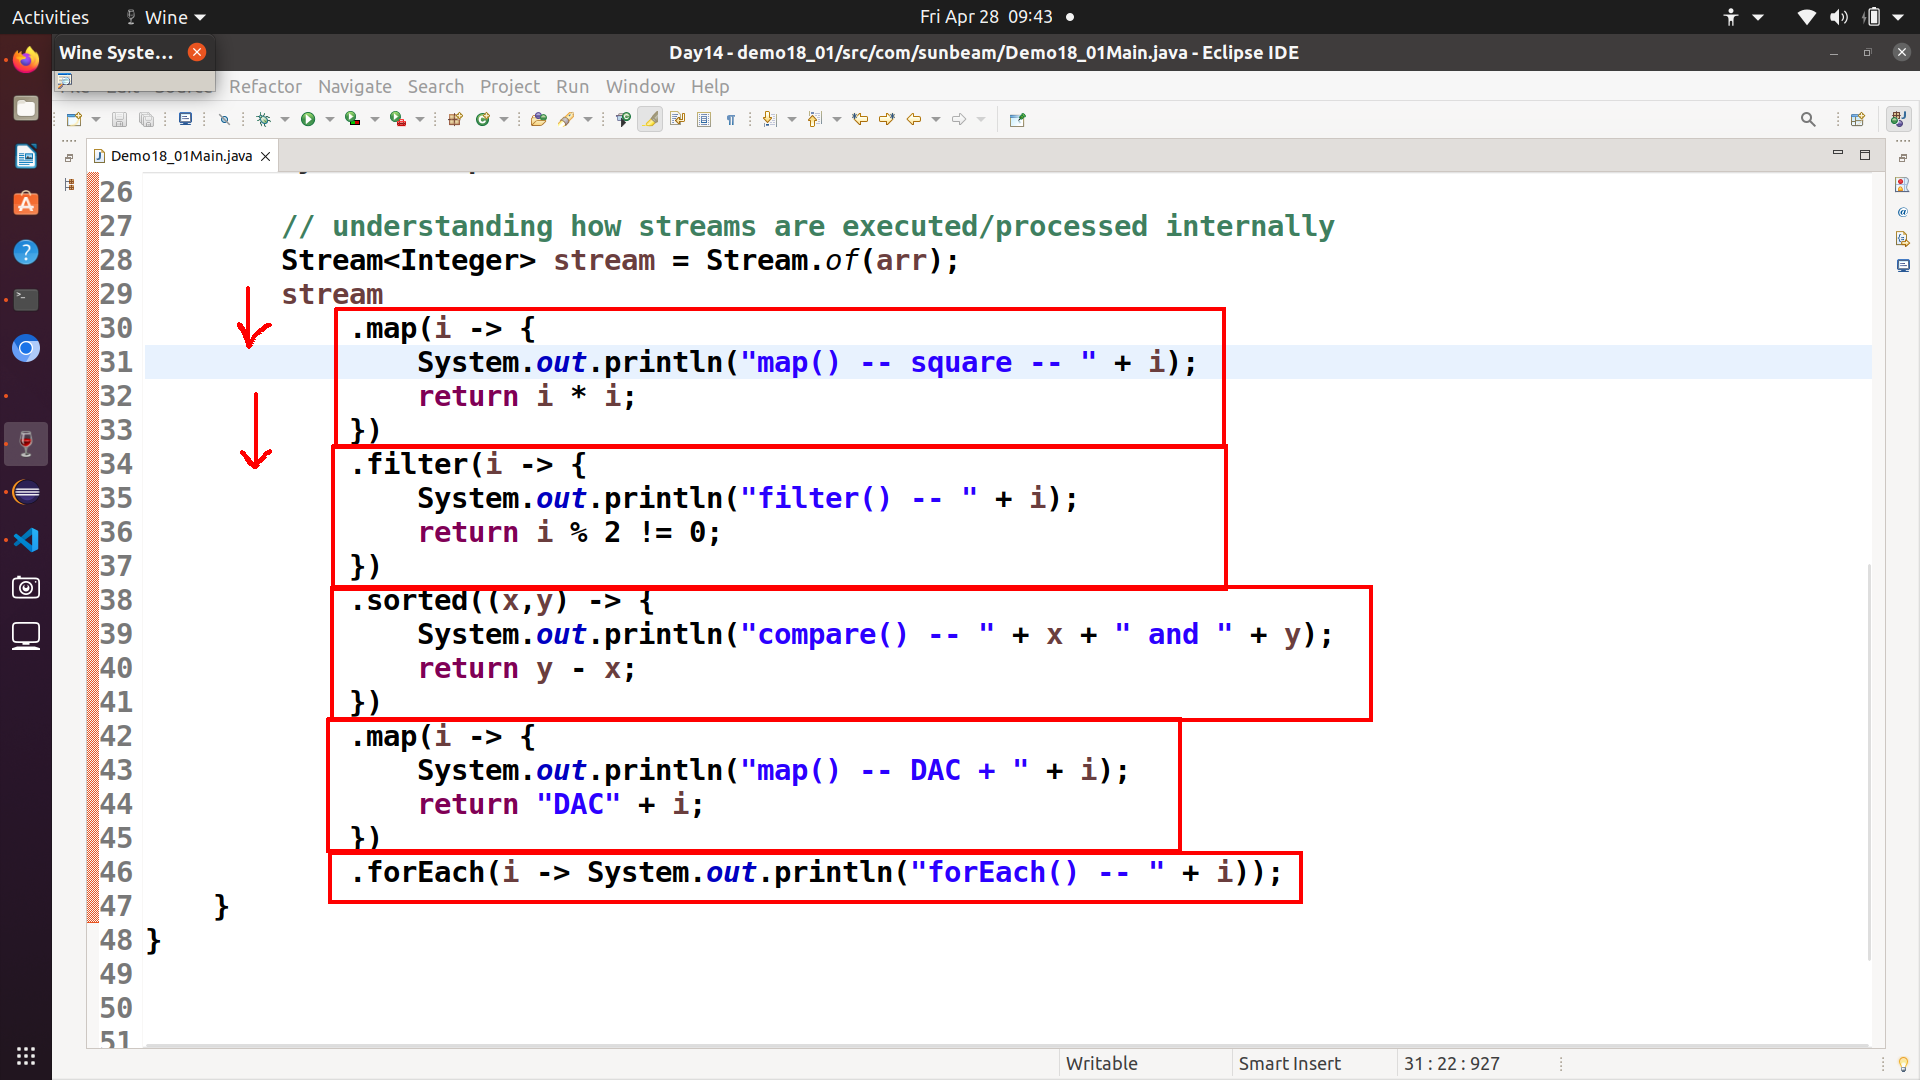 Activities Wine Fri Apr 28 09:43
Wine Syste... Day14 - demo18_01/src/com/sunbeam/Demo18_01Main.java - Eclipse IDE
Refactor Navigate Search Project Run Window Help
Demo18_01Main.java
26
27 // understanding how streams are executed/processed internally
28 Stream<Integer> stream = Stream.of(arr);
29 stream
30 .map(i -> {
31 System.out.println("map() -- square -- " + i);
32 return i * i;
33 })
34 .filter(i -> {
35 System.out.println("filter() -- " + i);
36 return i % 2 != 0;
37 })
38 .sorted((x,y) -> {
39 System.out.println("compare() -- " + x + " and " + y);
40 return y - x;
41 })
42 .map(i -> {
43 System.out.println("map() -- DAC + " + i);
44 return "DAC" + i;
45 })
46 .forEach(i -> System.out.println("forEach() -- " + i));
47 }
48 }
49
50
51
Writable Smart Insert 31 : 22 : 927